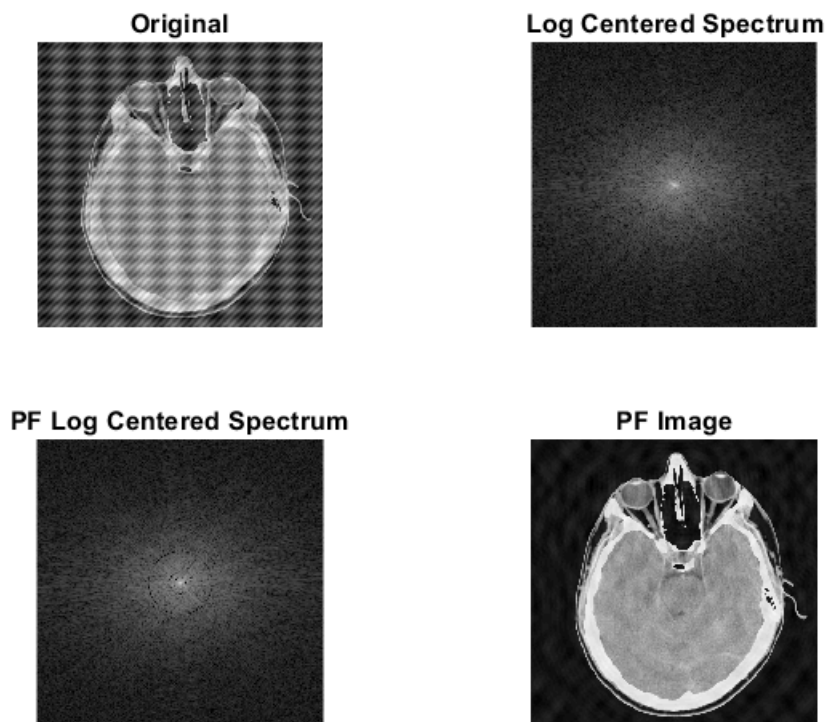 Original
Log Centered Spectrum
PF Log Centered Spectrum
PF Image